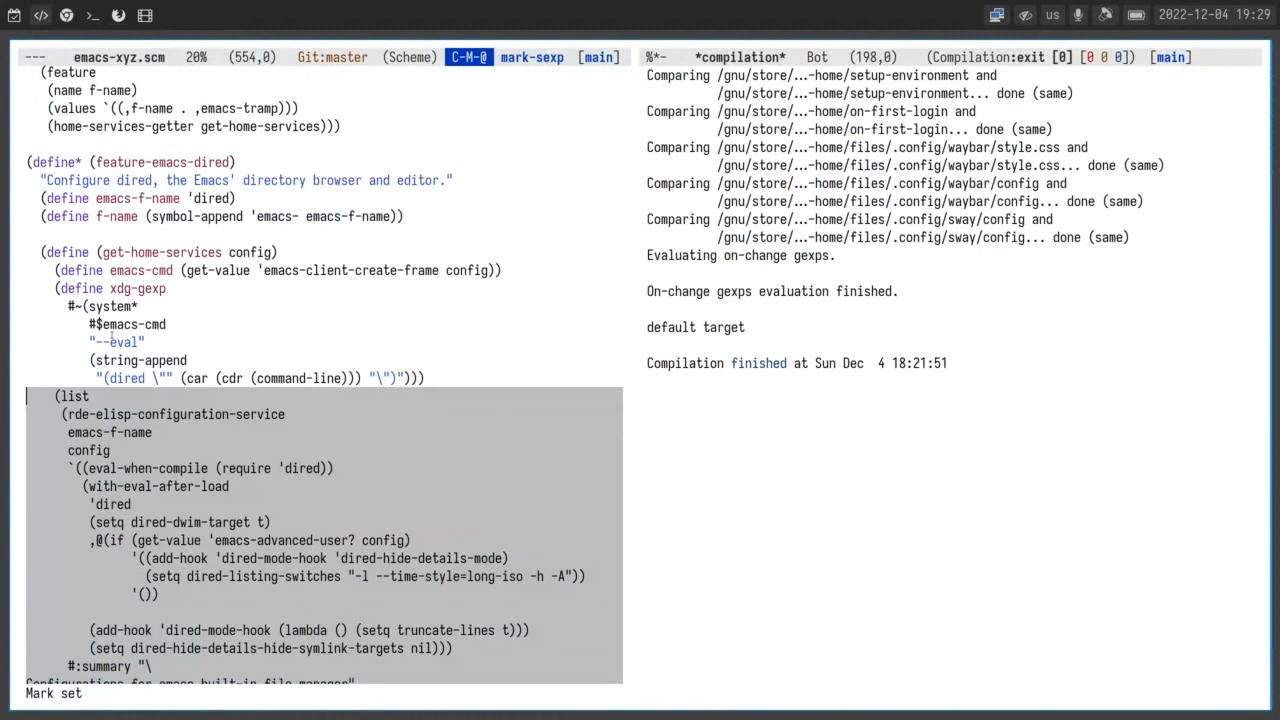 us 2022-12-04 19:29
--- emacs-xyz.scm 20% (554,0) Git:master (Scheme) C-M-@ mark-sexp [main]
(feature
(name f-name)
(values `((,f-name . ,emacs-tramp)))
(home-services-getter get-home-services)))
(define* (feature-emacs-dired)
"Configure dired, the Emacs' directory browser and editor."
(define emacs-f-name 'dired)
(define f-name (symbol-append 'emacs- emacs-f-name))
(define (get-home-services config)
(define emacs-cmd (get-value 'emacs-client-create-frame config))
(define xdg-gexp
#~(system*
#$emacs-cmd
"--eval"
(string-append
"(dired \"" (car (cdr (command-line))) "\")")))
(list
(rde-elisp-configuration-service
emacs-f-name
config
`((eval-when-compile (require 'dired))
(with-eval-after-load
'dired
(setq dired-dwim-target t)
,@(if (get-value 'emacs-advanced-user? config)
'((add-hook 'dired-mode-hook 'dired-hide-details-mode)
(setq dired-listing-switches "-l --time-style=long-iso -h -A"))
'())
(add-hook 'dired-mode-hook (lambda () (setq truncate-lines t)))
(setq dired-hide-details-hide-symlink-targets nil)))
#:summary "\
Configurations for emacs built-in file manager"
Mark set
%*- *compilation* Bot (198,0) (Compilation:exit [0] [0 0 0]) [main]
Comparing /gnu/store/...-home/setup-environment and
/gnu/store/...-home/setup-environment... done (same)
Comparing /gnu/store/...-home/on-first-login and
/gnu/store/...-home/on-first-login... done (same)
Comparing /gnu/store/...-home/files/.config/waybar/style.css and
/gnu/store/...-home/files/.config/waybar/style.css... done (same)
Comparing /gnu/store/...-home/files/.config/waybar/config and
/gnu/store/...-home/files/.config/waybar/config... done (same)
Comparing /gnu/store/...-home/files/.config/sway/config and
/gnu/store/...-home/files/.config/sway/config... done (same)
Evaluating on-change gexps.
On-change gexps evaluation finished.
default target
Compilation finished at Sun Dec 4 18:21:51